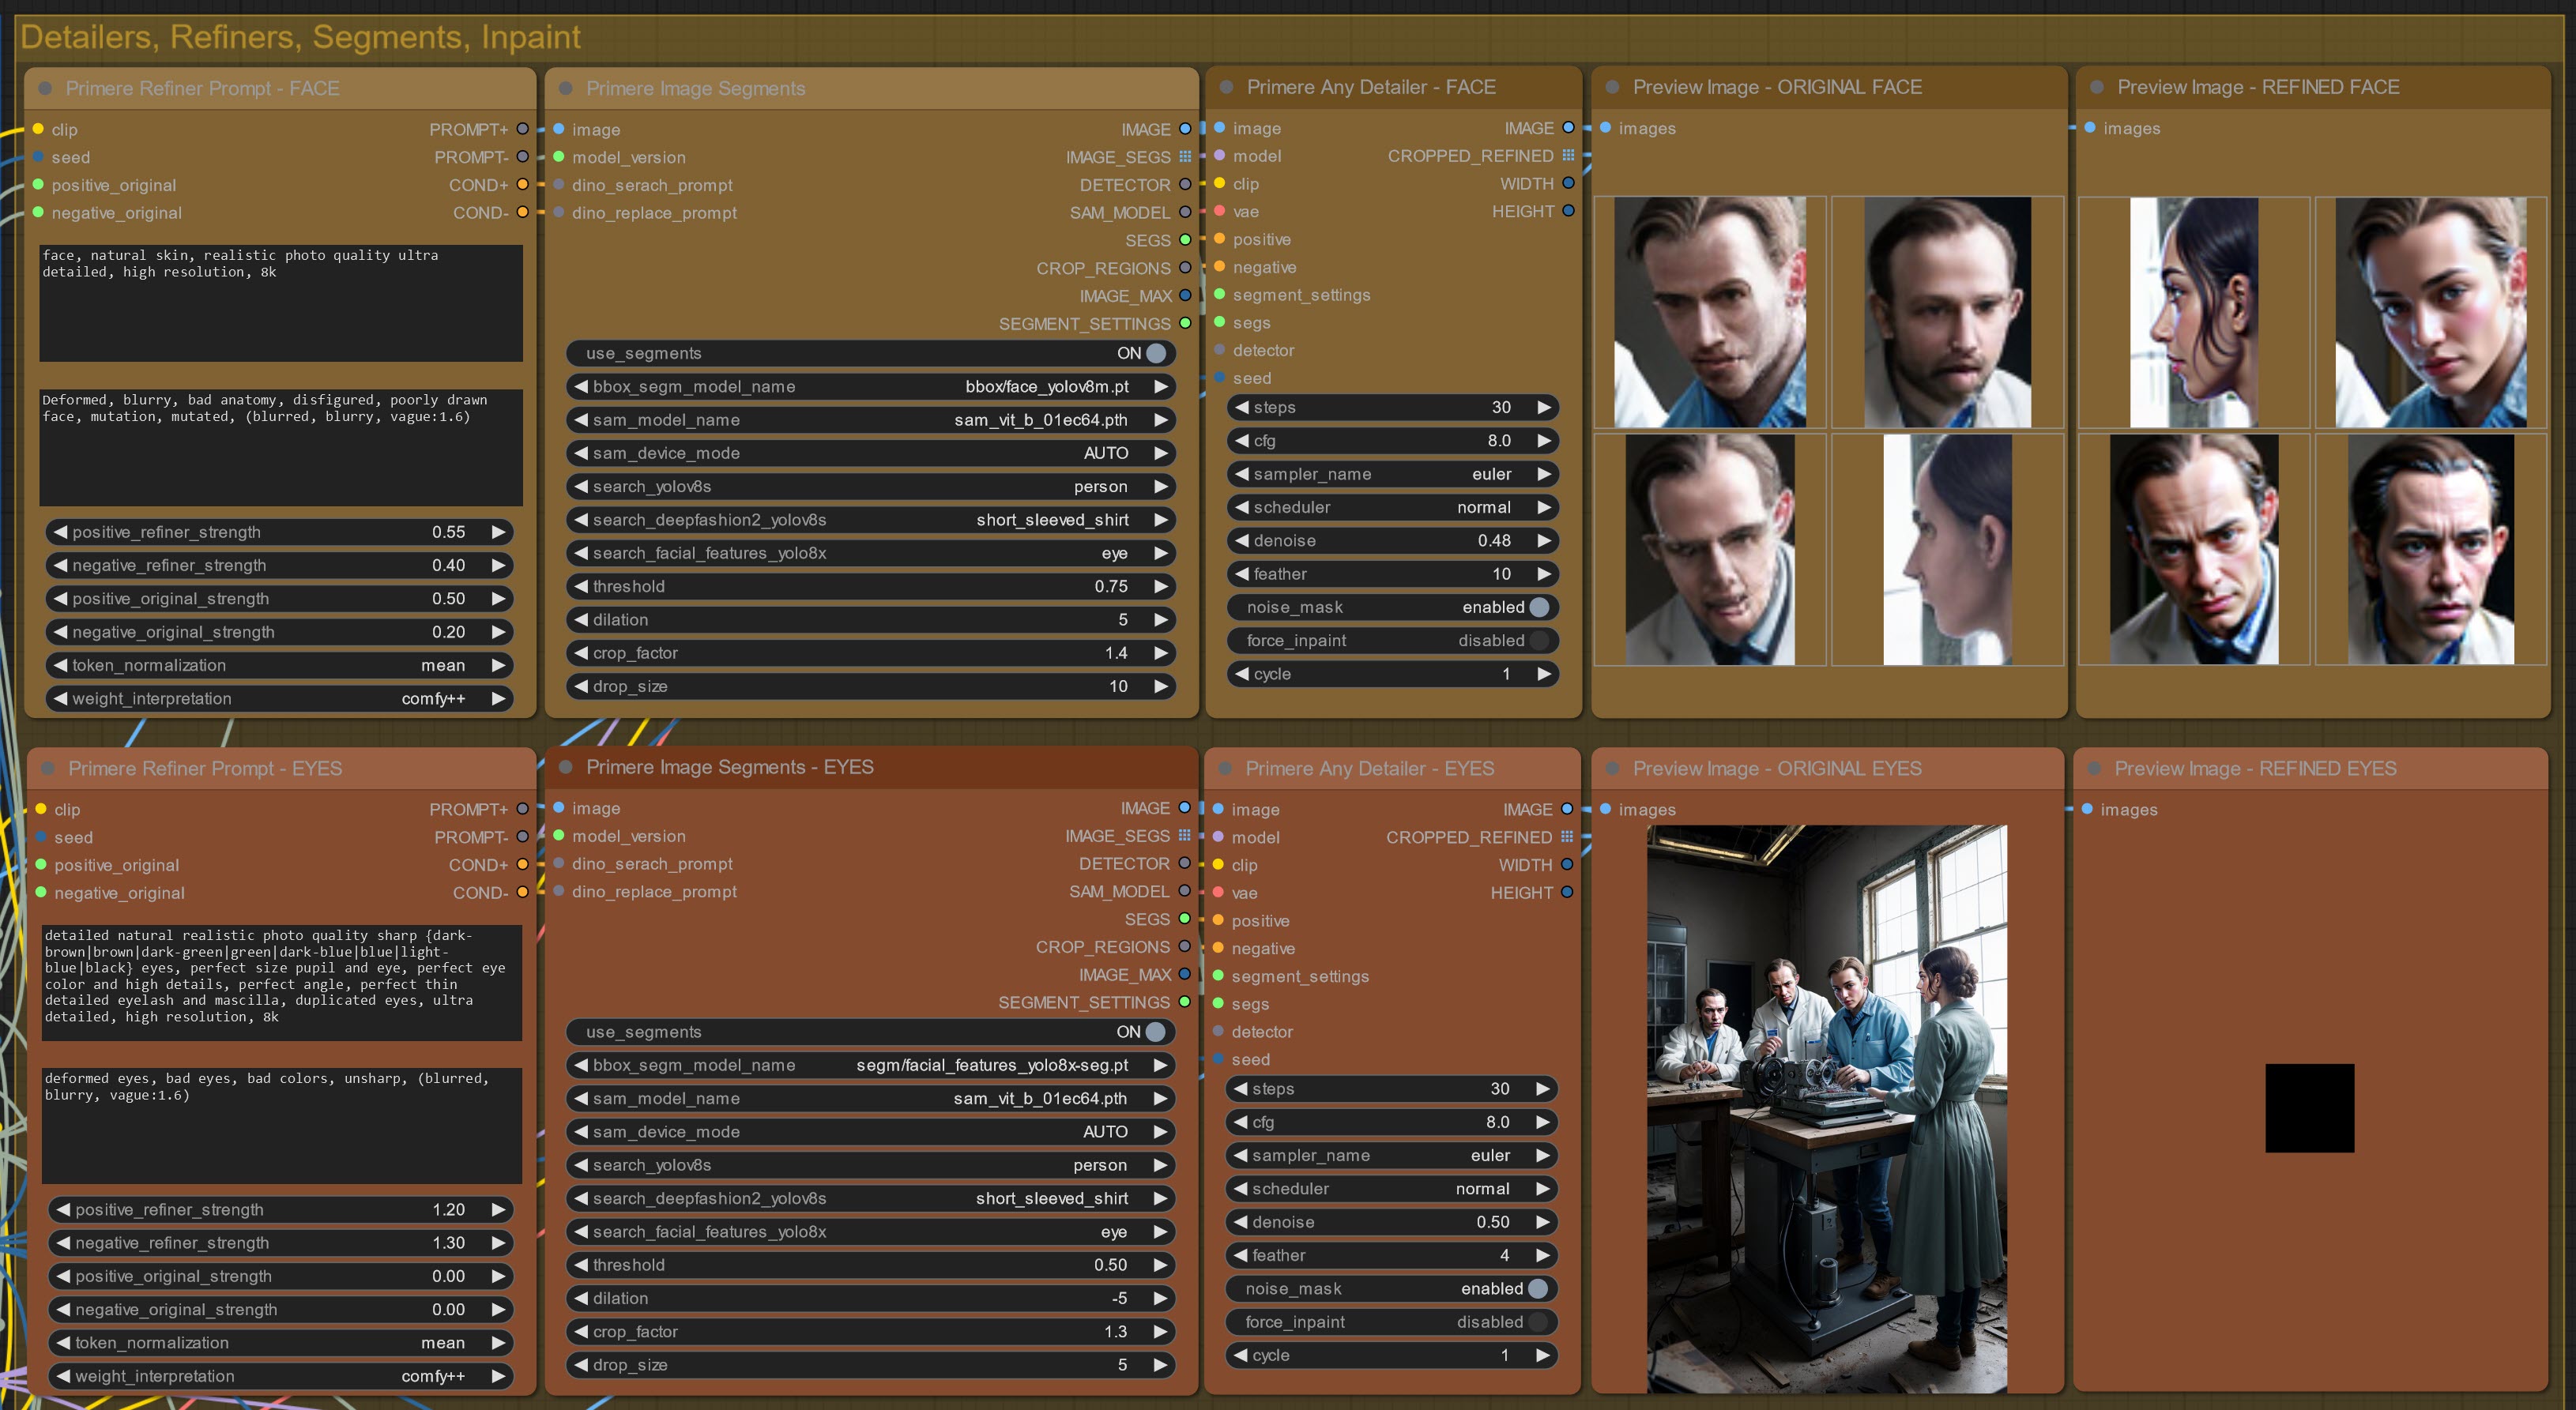 Detailers, Refiners, Segments, Inpaint
Primere Refiner Prompt - FACE
clip PROMPT+
seed PROMPT-
positive_original COND+
negative_original COND-
face, natural skin, realistic photo quality ultra
detailed, high resolution, 8k
Deformed, blurry, bad anatomy, disfigured, poorly drawn
face, mutation, mutated, (blurred, blurry, vague:1.6)
positive_refiner_strength 0.55
negative_refiner_strength 0.40
positive_original_strength 0.50
negative_original_strength 0.20
token_normalization mean
weight_interpretation comfy++
Primere Image Segments
image IMAGE
model_version IMAGE_SEGS
dino_serach_prompt DETECTOR
dino_replace_prompt SAM_MODEL
SEGS
CROP_REGIONS
IMAGE_MAX
SEGMENT_SETTINGS
use_segments ON
bbox_segm_model_name bbox/face_yolov8m.pt
sam_model_name sam_vit_b_01ec64.pth
sam_device_mode AUTO
search_yolov8s person
search_deepfashion2_yolov8s short_sleeved_shirt
search_facial_features_yolo8x eye
threshold 0.75
dilation 5
crop_factor 1.4
drop_size 10
Primere Any Detailer - FACE
image IMAGE
model CROPPED_REFINED
clip WIDTH
vae HEIGHT
positive
negative
segment_settings
segs
detector
seed
steps 30
cfg 8.0
sampler_name euler
scheduler normal
denoise 0.48
feather 10
noise_mask enabled
force_inpaint disabled
cycle 1
Preview Image - ORIGINAL FACE
images
Preview Image - REFINED FACE
images
Primere Refiner Prompt - EYES
clip PROMPT+
seed PROMPT-
positive_original COND+
negative_original COND-
detailed natural realistic photo quality sharp {dark-
brown|brown|dark-green|green|dark-blue|blue|light-
blue|black} eyes, perfect size pupil and eye, perfect eye
color and high details, perfect angle, perfect thin
detailed eyelash and mascilla, duplicated eyes, ultra
detailed, high resolution, 8k
deformed eyes, bad eyes, bad colors, unsharp, (blurred,
blurry, vague:1.6)
positive_refiner_strength 1.20
negative_refiner_strength 1.30
positive_original_strength 0.00
negative_original_strength 0.00
token_normalization mean
weight_interpretation comfy++
Primere Image Segments - EYES
image IMAGE
model_version IMAGE_SEGS
dino_serach_prompt DETECTOR
dino_replace_prompt SAM_MODEL
SEGS
CROP_REGIONS
IMAGE_MAX
SEGMENT_SETTINGS
use_segments ON
bbox_segm_model_name segm/facial_features_yolo8x-seg.pt
sam_model_name sam_vit_b_01ec64.pth
sam_device_mode AUTO
search_yolov8s person
search_deepfashion2_yolov8s short_sleeved_shirt
search_facial_features_yolo8x eye
threshold 0.50
dilation -5
crop_factor 1.3
drop_size 5
Primere Any Detailer - EYES
image IMAGE
model CROPPED_REFINED
clip WIDTH
vae HEIGHT
positive
negative
segment_settings
segs
detector
seed
steps 30
cfg 8.0
sampler_name euler
scheduler normal
denoise 0.50
feather 4
noise_mask enabled
force_inpaint disabled
cycle 1
Preview Image - ORIGINAL EYES
images
Preview Image - REFINED EYES
images